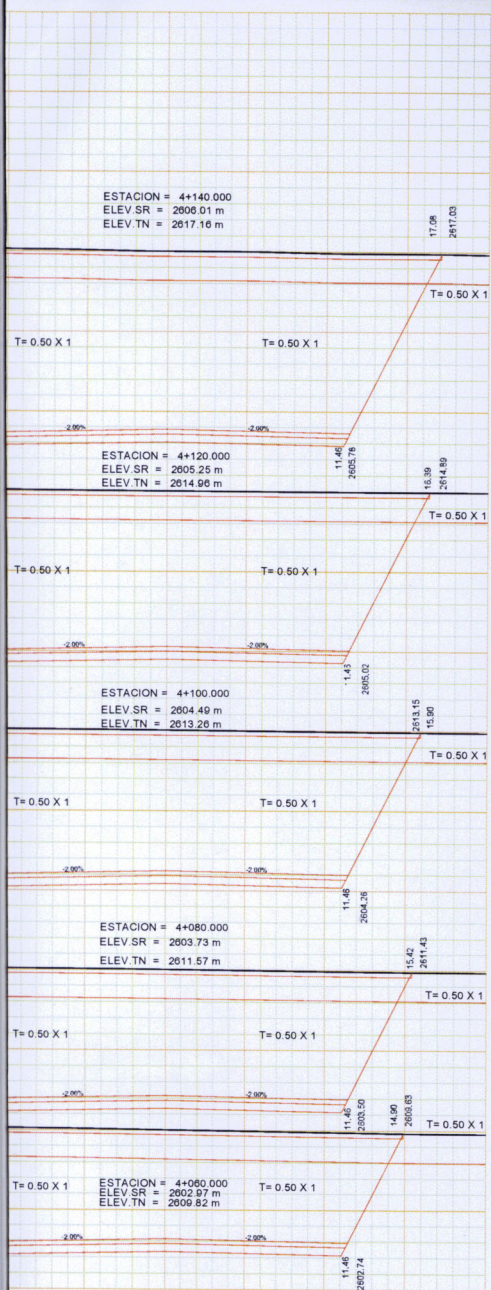 ESTACION = 4+140.000
ELEV.SR = 2606.01 m
ELEV.TN = 2617.16 m
17.08
2617.03
T= 0.50 X 1
T= 0.50 X 1
T= 0.50 X 1
-2.00%
-2.00%
11.46
2605.78
ESTACION = 4+120.000
ELEV.SR = 2605.25 m
ELEV.TN = 2614.96 m
16.39
2614.89
T= 0.50 X 1
T= 0.50 X 1
T= 0.50 X 1
-2.00%
-2.00%
2605.02
ESTACION = 4+100.000
ELEV.SR = 2604.49 m
ELEV.TN = 2613.26 m
2613.15
15.90
T= 0.50 X 1
T= 0.50 X 1
T= 0.50 X 1
-2.00%
-2.00%
11.46
2604.26
ESTACION = 4+080.000
ELEV.SR = 2603.73 m
ELEV.TN = 2611.57 m
15.42
2611.43
T= 0.50 X 1
T= 0.50 X 1
T= 0.50 X 1
-2.00%
-2.00%
11.46
2603.50
14.90
2609.63
T= 0.50 X 1
ESTACION = 4+060.000
ELEV.SR = 2602.97 m
ELEV.TN = 2609.82 m
T= 0.50 X 1
T= 0.50 X 1
-2.00%
-2.00%
11.46
2602.74